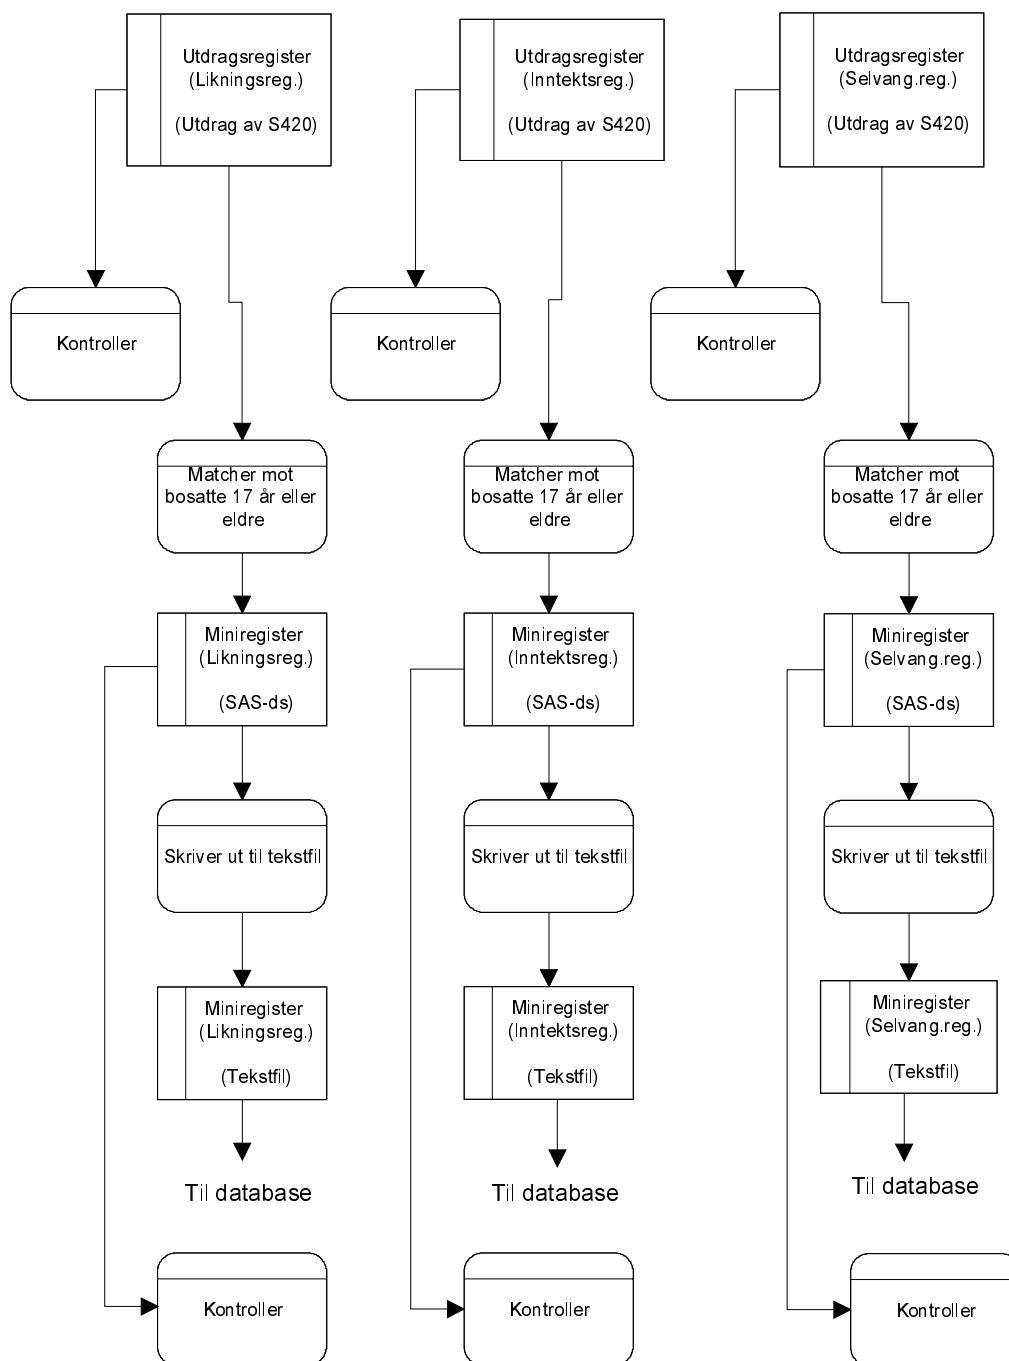 Utdragsregister
(Likningsreg.)
(Utdrag av S420)
Utdragsregister
(Inntektsreg.)
(Utdrag av S420)
Utdragsregister
(Selvang.reg.)
(Utdrag av S420)
Kontroller
Kontroller
Kontroller
Matcher mot
bosatte 17 år eller
eldre
Matcher mot
bosatte 17 år eller
eldre
Matcher mot
bosatte 17 år eller
eldre
Miniregister
(Likningsreg.)
(SAS-ds)
Miniregister
(Inntektsreg.)
(SAS-ds)
Miniregister
(Selvang.reg.)
(SAS-ds)
Skriver ut til tekstfil
Skriver ut til tekstfil
Skriver ut til tekstfil
Miniregister
(Likningsreg.)
(Tekstfil)
Miniregister
(Inntektsreg.)
(Tekstfil)
Miniregister
(Selvang.reg.)
(Tekstfil)
Til database
Til database
Til database
Kontroller
Kontroller
Kontroller